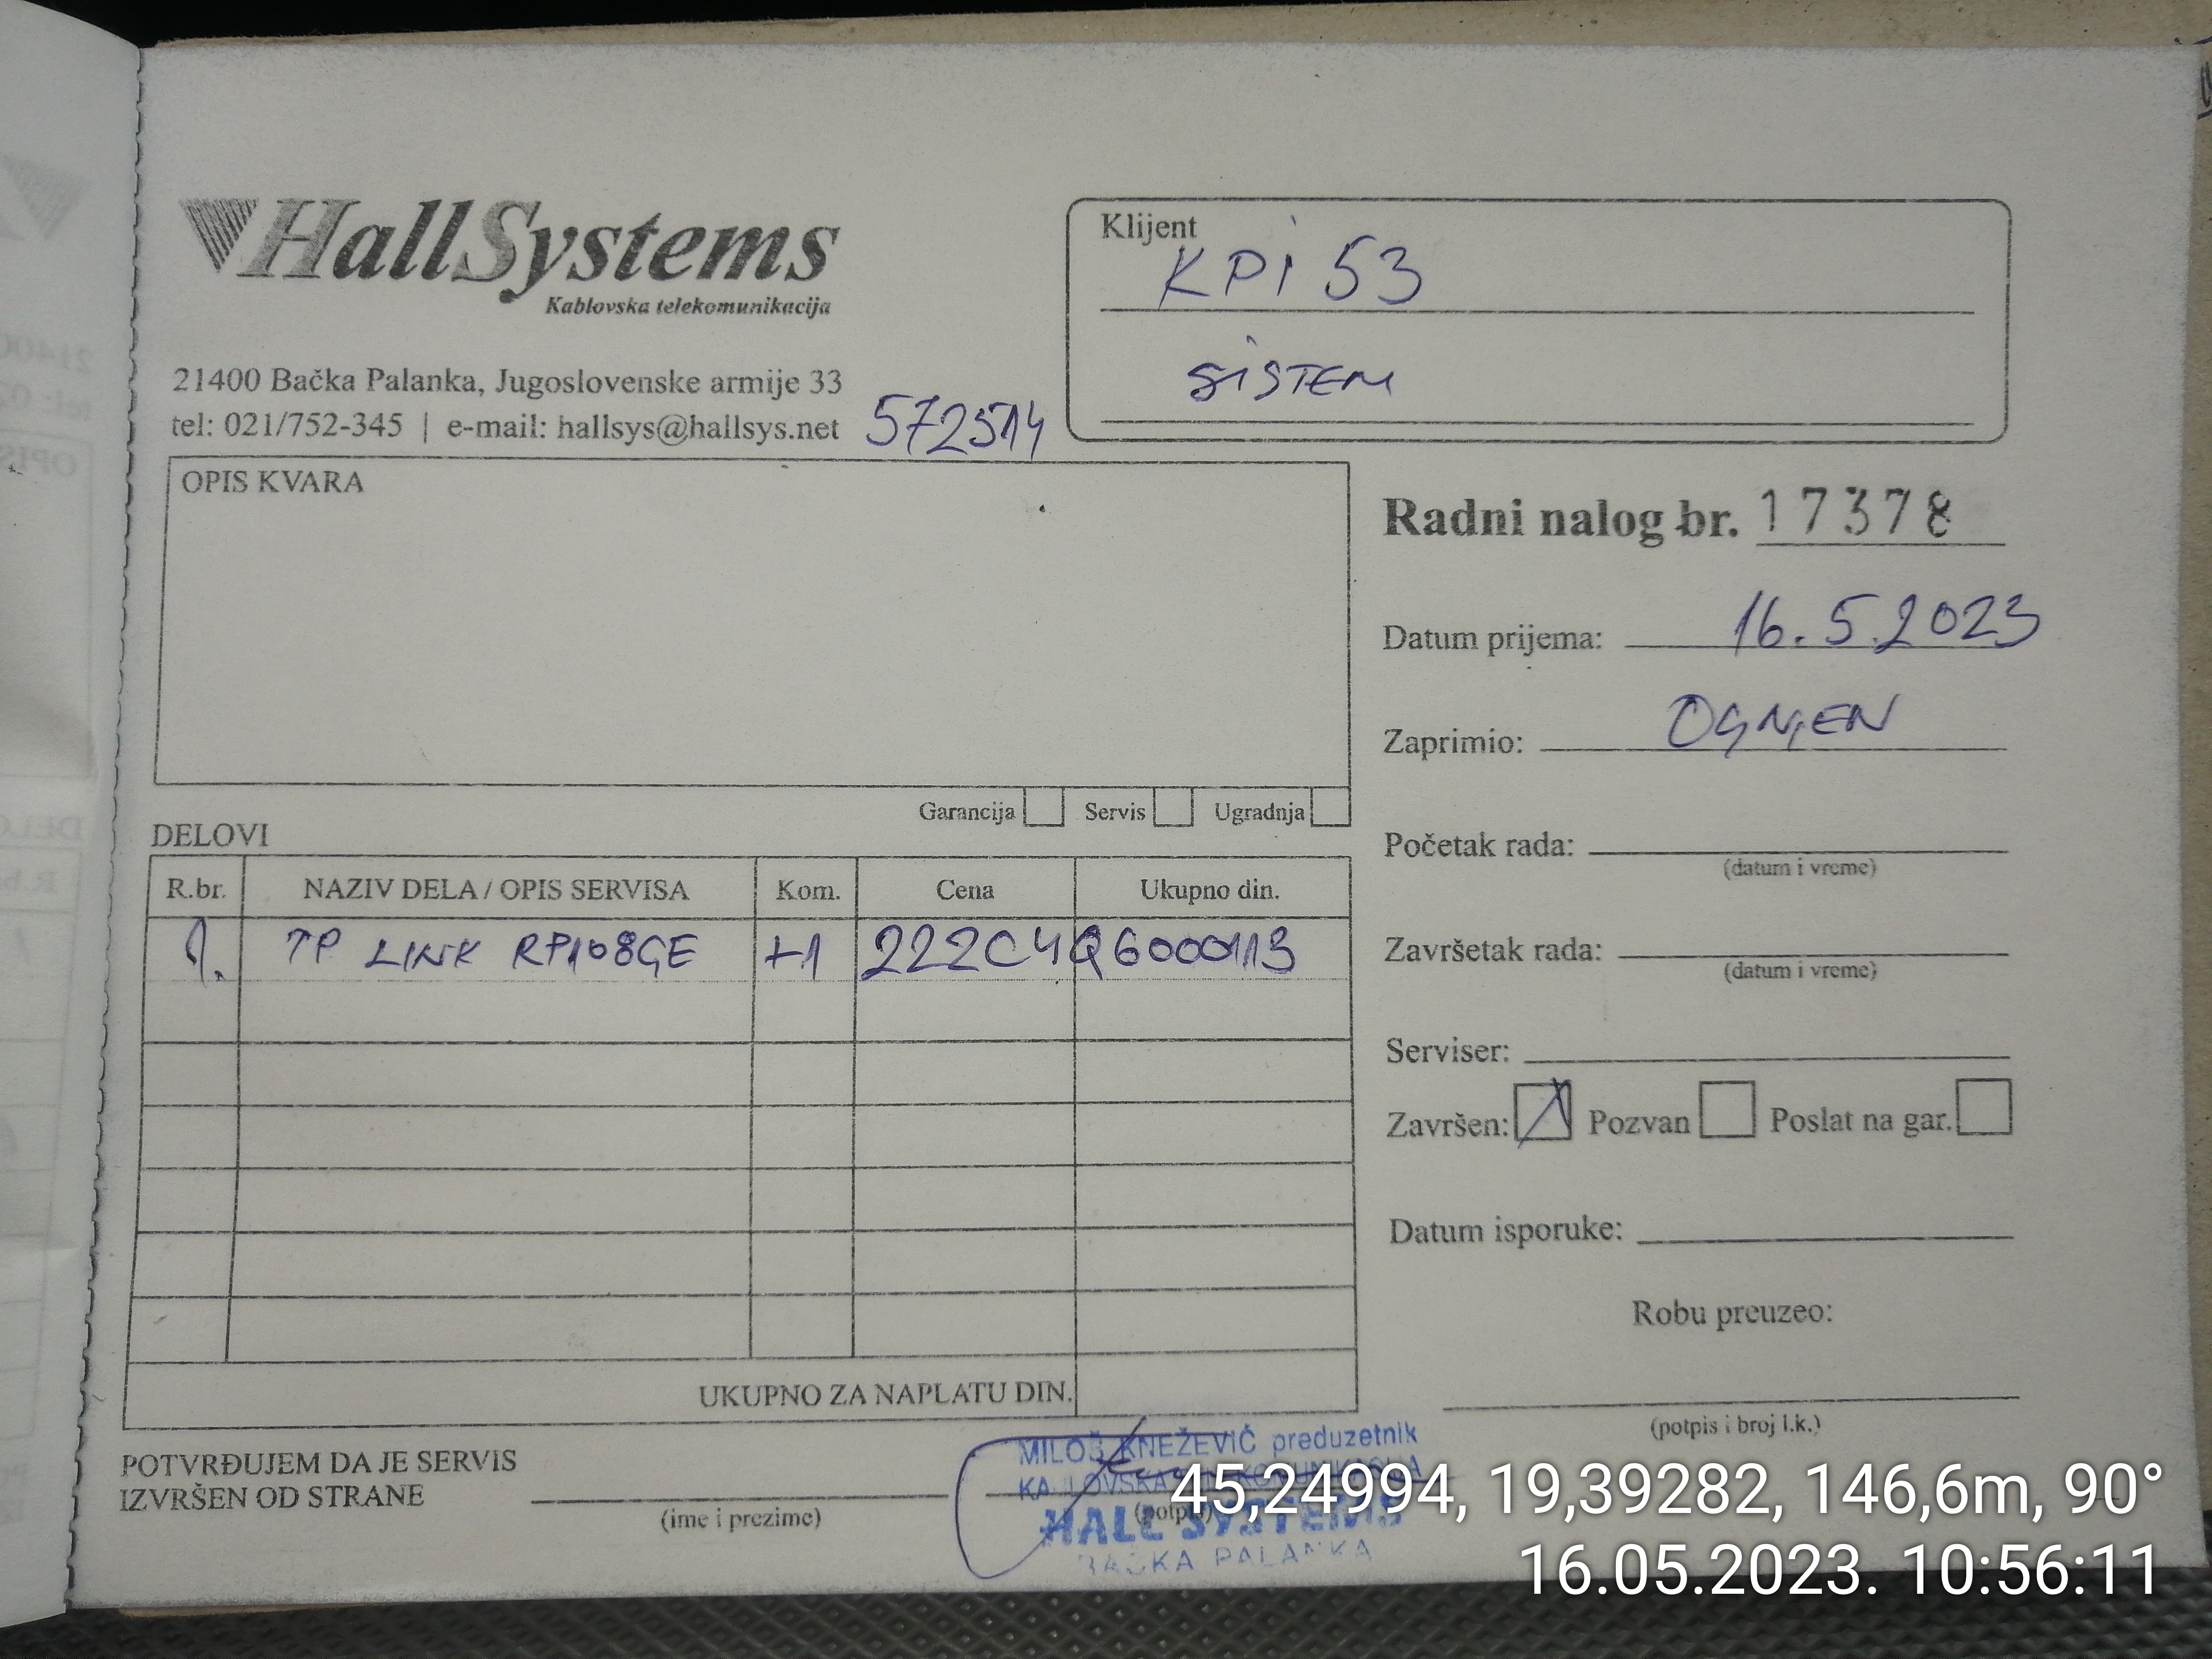 HallSystems
Kablovska telekomunikacija
21400 Bačka Palanka, Jugoslovenske armije 33
tel: 021/752-345 | e-mail: hallsys@hallsys.net
572514
Klijent
KPI 53
SISTEM
OPIS KVARA
Garancija Servis Ugradnja
Radni nalog br. 17378
Datum prijema: 16.5.2023
Zaprimio: OGNJEN
Početak rada:
(datum i vreme)
Završetak rada:
(datum i vreme)
Serviser:
Završen: X Pozvan Poslat na gar.
Datum isporuke:
Robu preuzeo:
(potpis i broj l.k.)
DELOVI
R.br. NAZIV DELA / OPIS SERVISA Kom. Cena Ukupno din.
1. TP LINK RP108GE +1 222C4Q6000113
UKUPNO ZA NAPLATU DIN.
POTVRĐUJEM DA JE SERVIS
IZVRŠEN OD STRANE
(ime i prezime)
(potpis)
MILOŠ KNEŽEVIĆ preduzetnik
HALL SYSTEMS
BAČKA PALANKA
45,24994, 19,39282, 146,6m, 90°
16.05.2023. 10:56:11